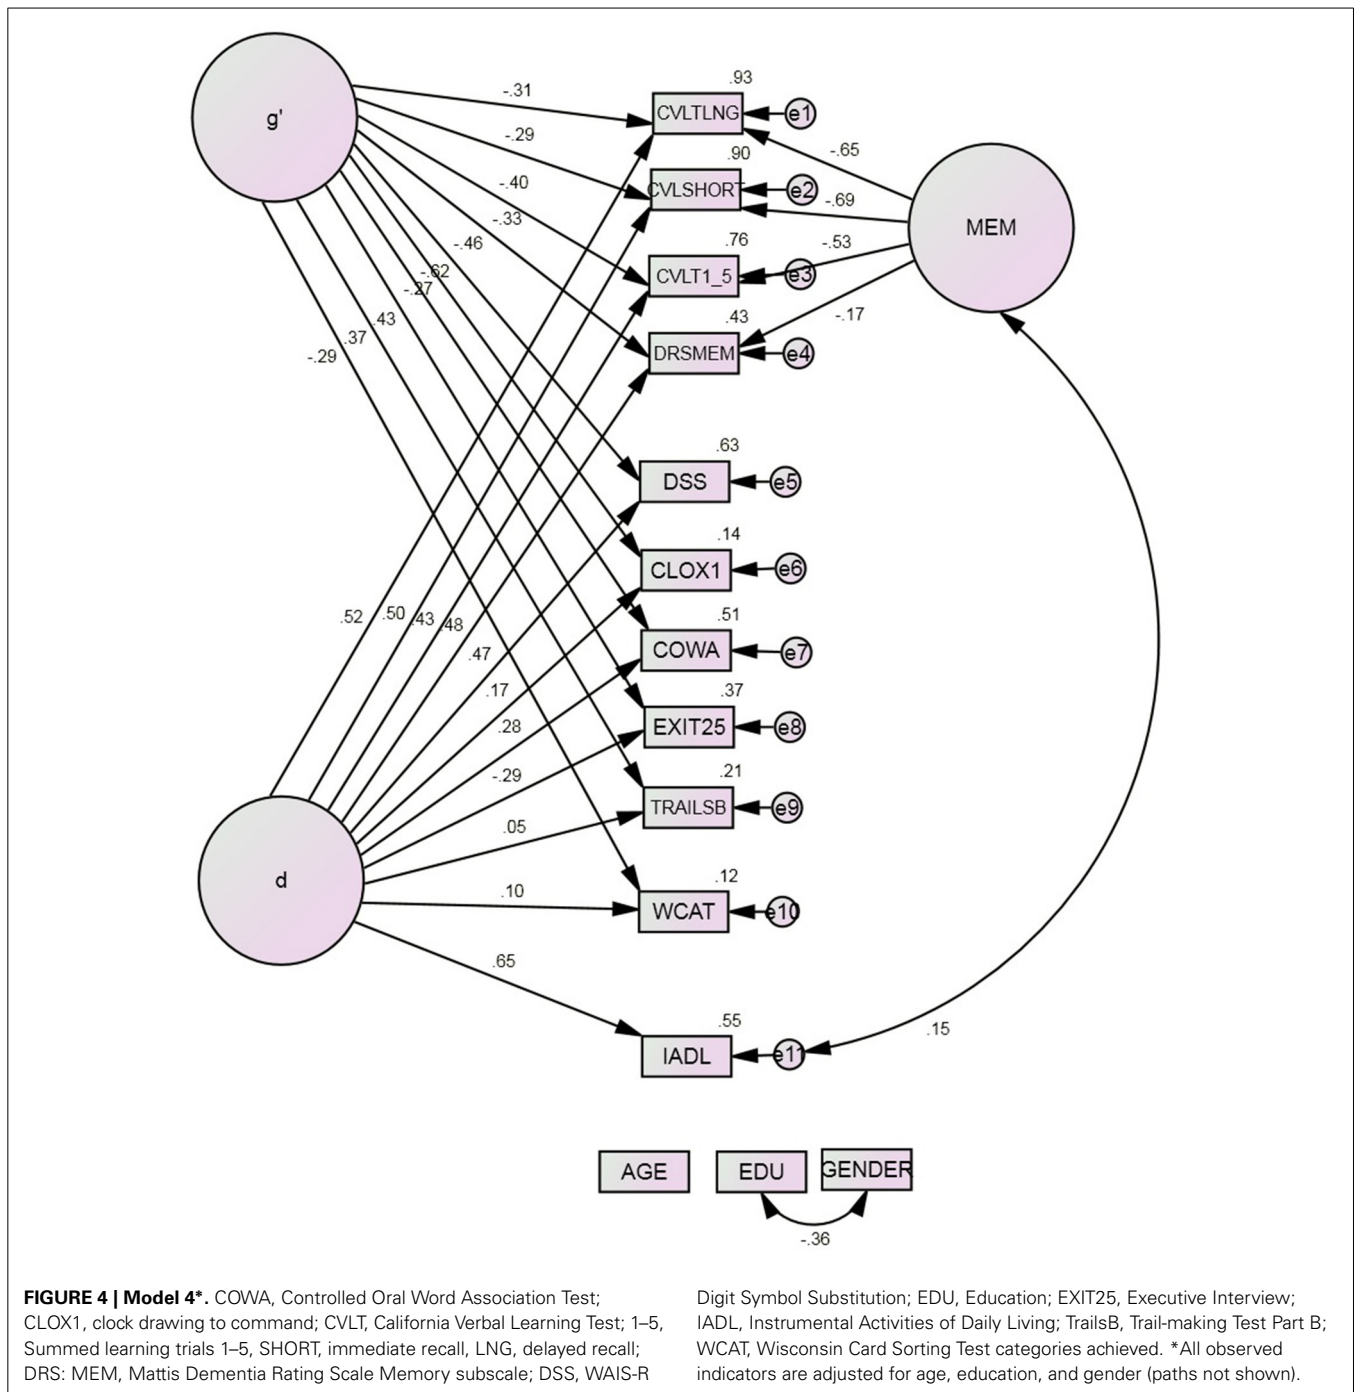 g'
-.31
.93
CVLTLNG
e1
-.29
.90
CVLSHORT
e2
-.65
-.69
MEM
-.40
.76
CVLT1_5
e3
-.53
-.33
.43
DRSMEM
e4
-.17
-.46
-.62
-.27
.43
.37
-.29
.63
DSS
e5
.14
CLOX1
e6
.51
COWA
e7
.37
EXIT25
e8
.21
TRAILSB
e9
.12
WCAT
e10
.52
.50
.43
.48
.47
.17
.28
-.29
.05
.10
.65
d
.55
IADL
e11
.15
AGE
EDU
GENDER
-.36
FIGURE 4 | Model 4*. COWA, Controlled Oral Word Association Test;
CLOX1, clock drawing to command; CVLT, California Verbal Learning Test; 1–5,
Summed learning trials 1–5, SHORT, immediate recall, LNG, delayed recall;
DRS: MEM, Mattis Dementia Rating Scale Memory subscale; DSS, WAIS-R
Digit Symbol Substitution; EDU, Education; EXIT25, Executive Interview;
IADL, Instrumental Activities of Daily Living; TrailsB, Trail-making Test Part B;
WCAT, Wisconsin Card Sorting Test categories achieved. *All observed
indicators are adjusted for age, education, and gender (paths not shown).